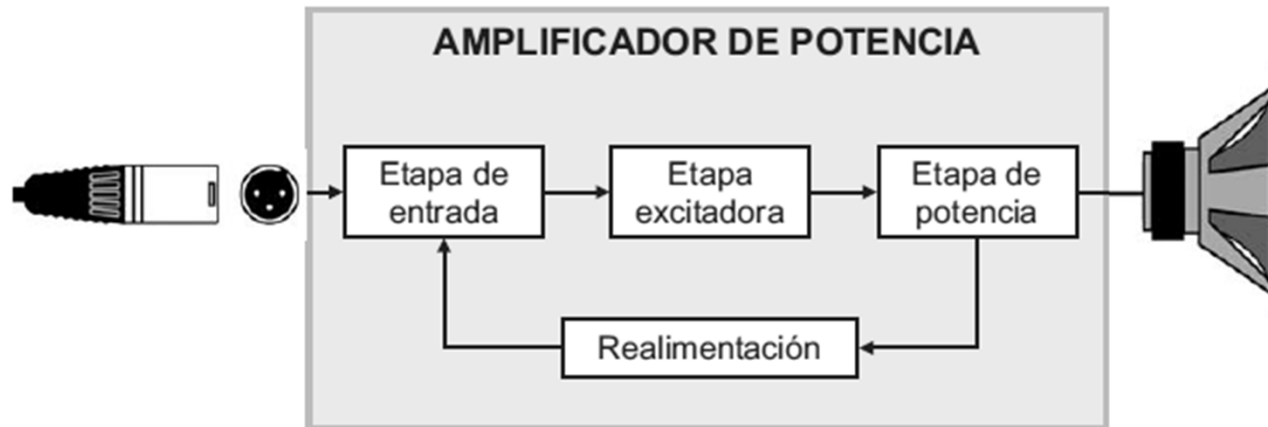 AMPLIFICADOR DE POTENCIA
Etapa de
entrada
Etapa
excitadora
Etapa de
potencia
Realimentación